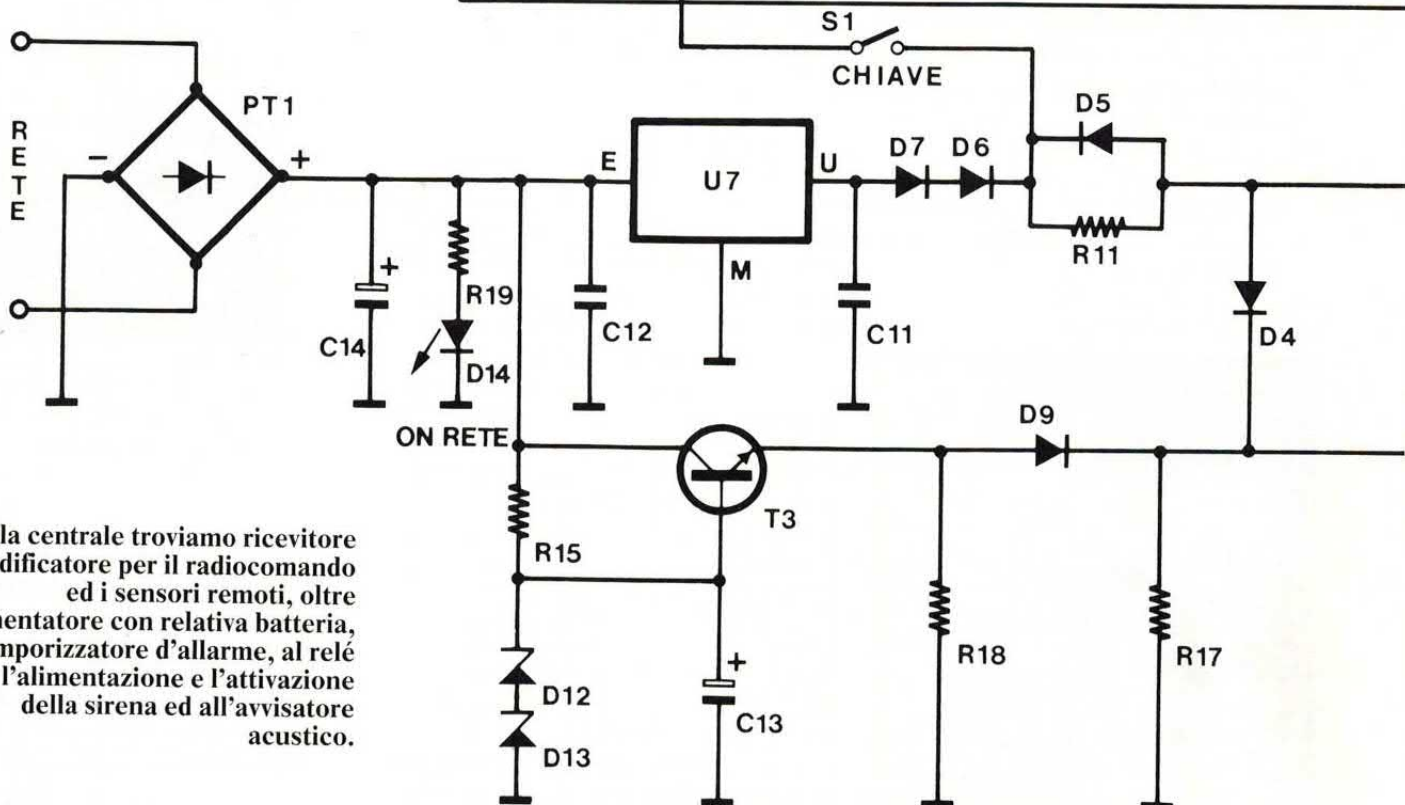 S1
CHIAVE
RETE
PT1
-
+
E
U7
U
M
D7
D6
D5
R11
+
C14
R19
D14
C12
C11
D4
ON RETE
D9
T3
R15
D12
D13
+
C13
R18
R17
la centrale troviamo ricevitore
dificatore per il radiocomando
ed i sensori remoti, oltre
entatore con relativa batteria,
mporizzatore d'allarme, al relé
l'alimentazione e l'attivazione
della sirena ed all'avvisatore
acustico.